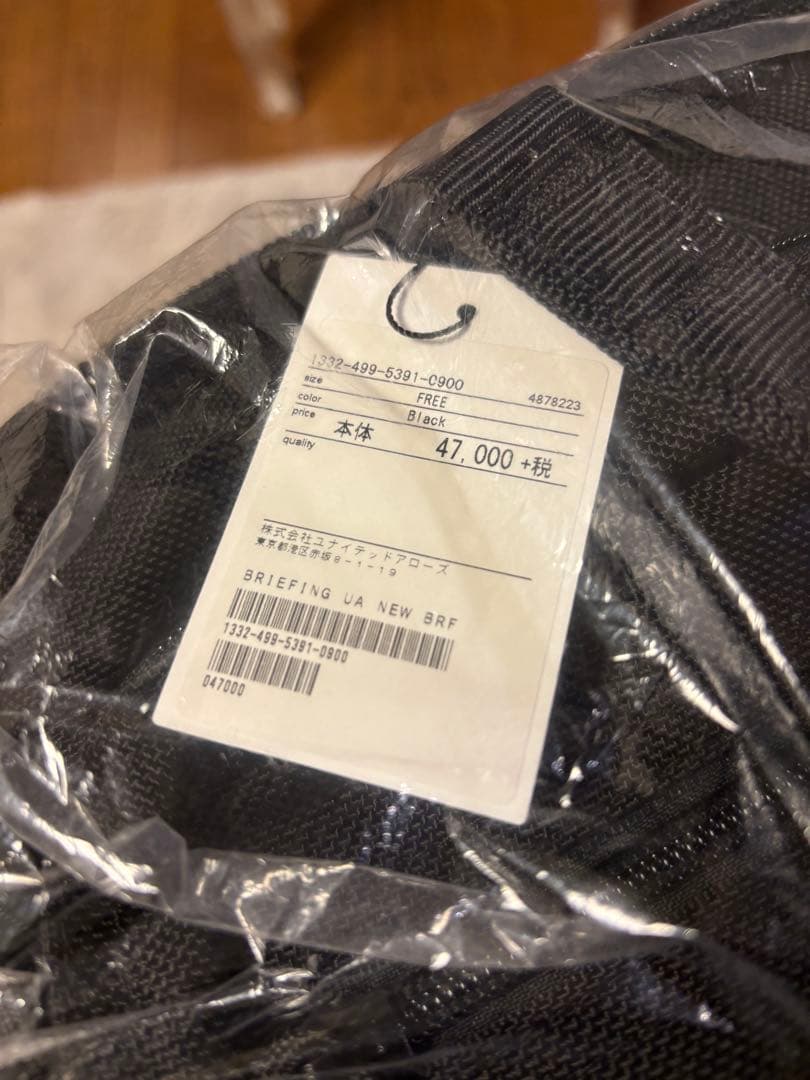 1332-499-5391-0900
size FREE 4878223
color Black
price 本体 47,000 +税
quality
株式会社ユナイテッドアローズ
東京都港区赤坂8-1-19
BRIEFING UA NEW BRF
1332-499-5391-0900
047000